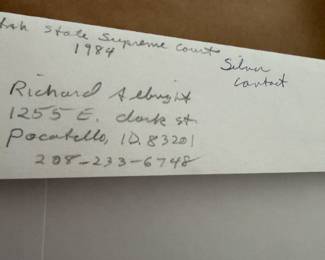 State Supreme Court
1984
Silver
Contact
Richard Albright
1255 E. Clark st.
Pocatello, ID. 83201
208-233-6748